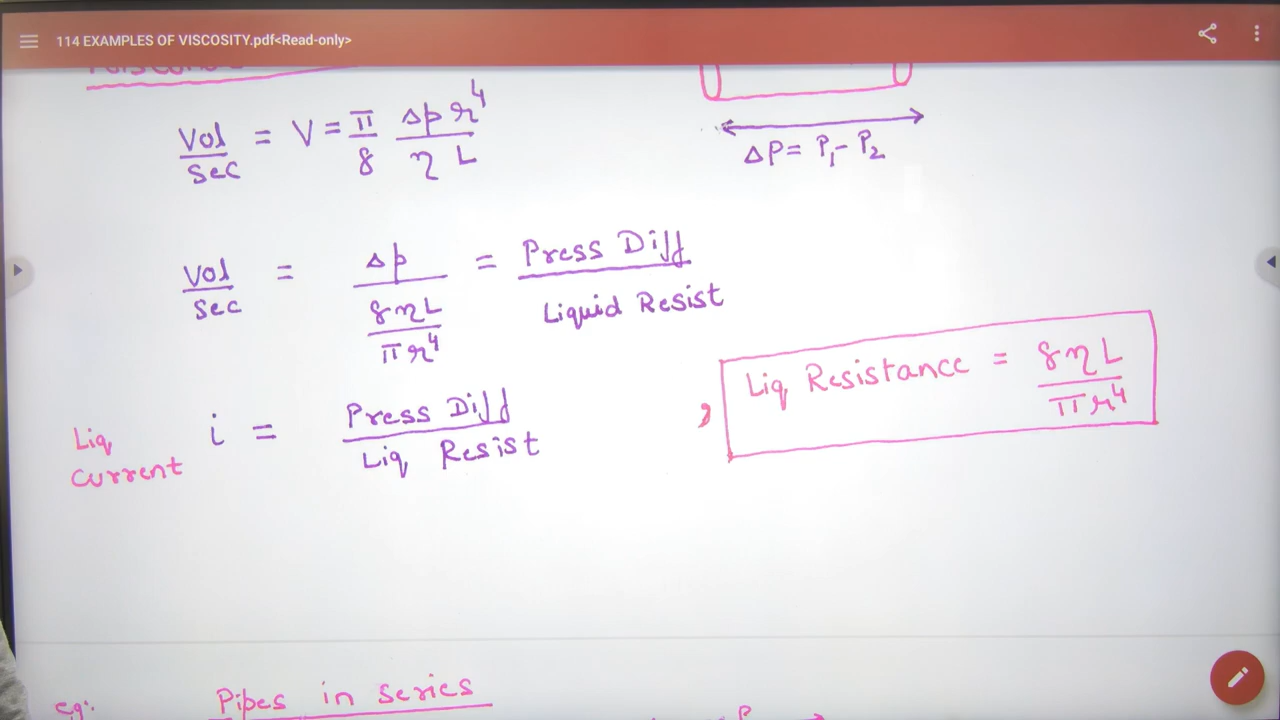 114 EXAMPLES OF VISCOSITY.pdf<Read-only>
Vol/sec = V = π/8 Δp r⁴/η L
ΔP = P₁ - P₂
Vol/sec = Δp/(8ηL/πr⁴) = Press Diff/Liquid Resist
Liq Current i = Press Diff/Liq Resist , Liq Resistance = 8ηL/πr⁴
eg:. Pipes in series
P